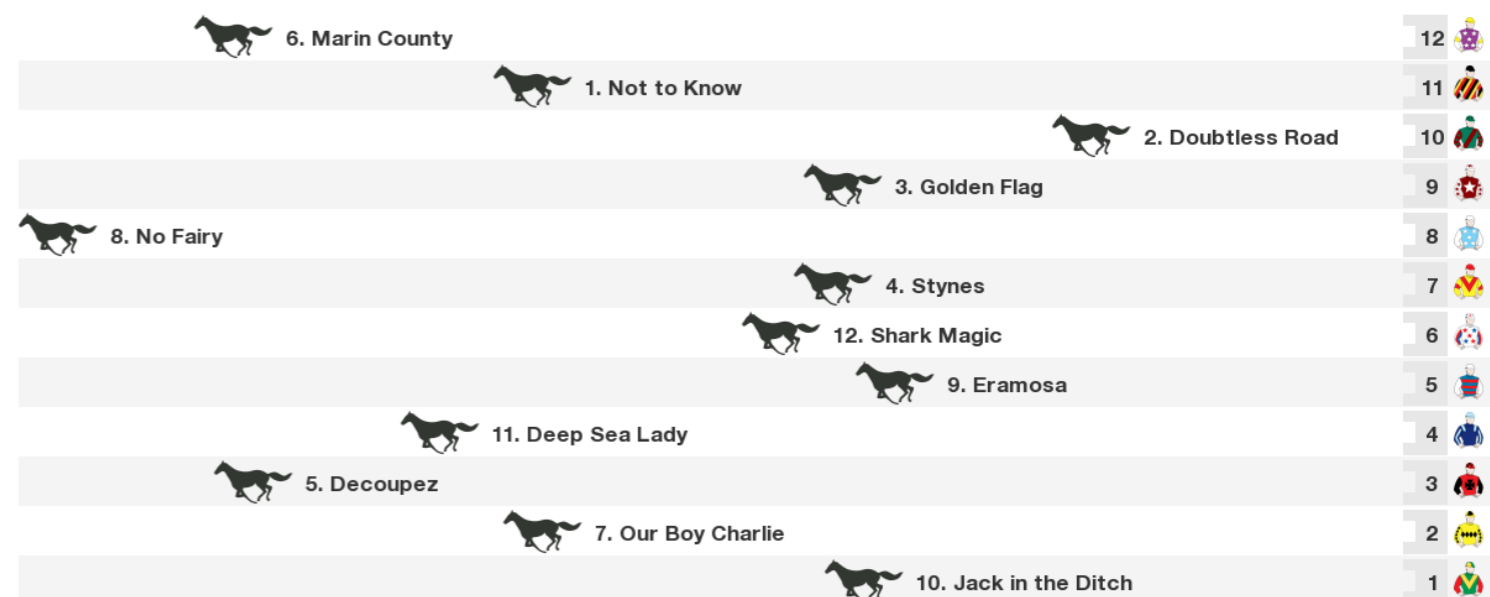 6. Marin County 12
1. Not to Know 11
2. Doubtless Road 10
3. Golden Flag 9
8. No Fairy 8
4. Stynes 7
12. Shark Magic 6
9. Eramosa 5
11. Deep Sea Lady 4
5. Decoupez 3
7. Our Boy Charlie 2
10. Jack in the Ditch 1